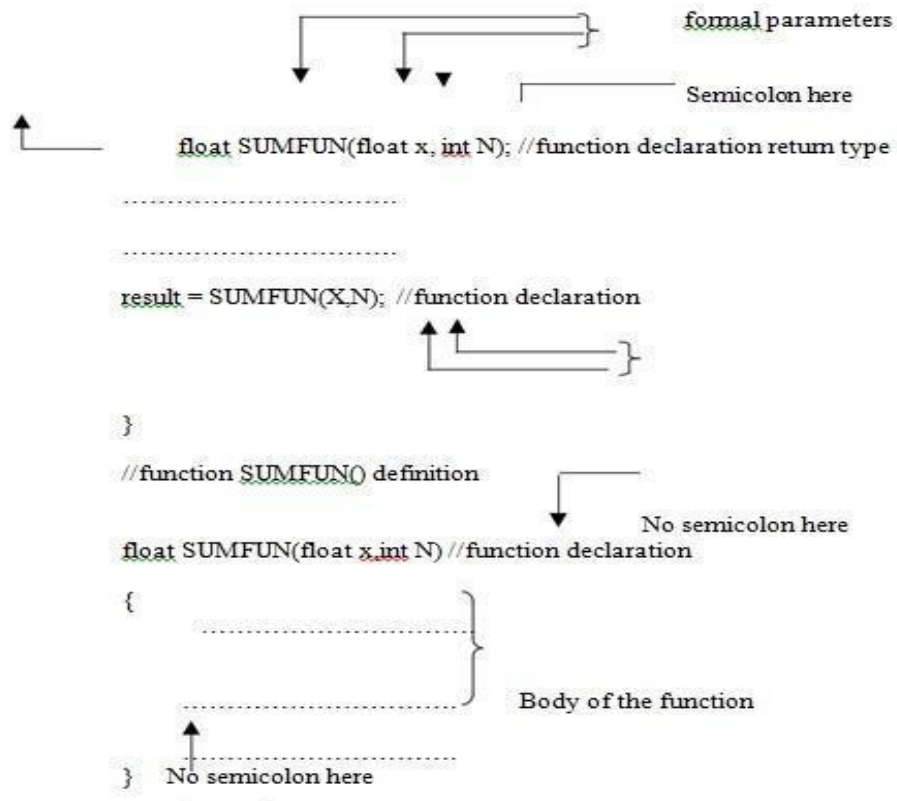 formal parameters
Semicolon here
float SUMFUN(float x, int N); //function declaration return type
..............................
..............................
result = SUMFUN(X,N); //function declaration
}
//function SUMFUN() definition
No semicolon here
float SUMFUN(float x,int N) //function declaration
{
..............................
Body of the function
..............................
..............................
} No semicolon here